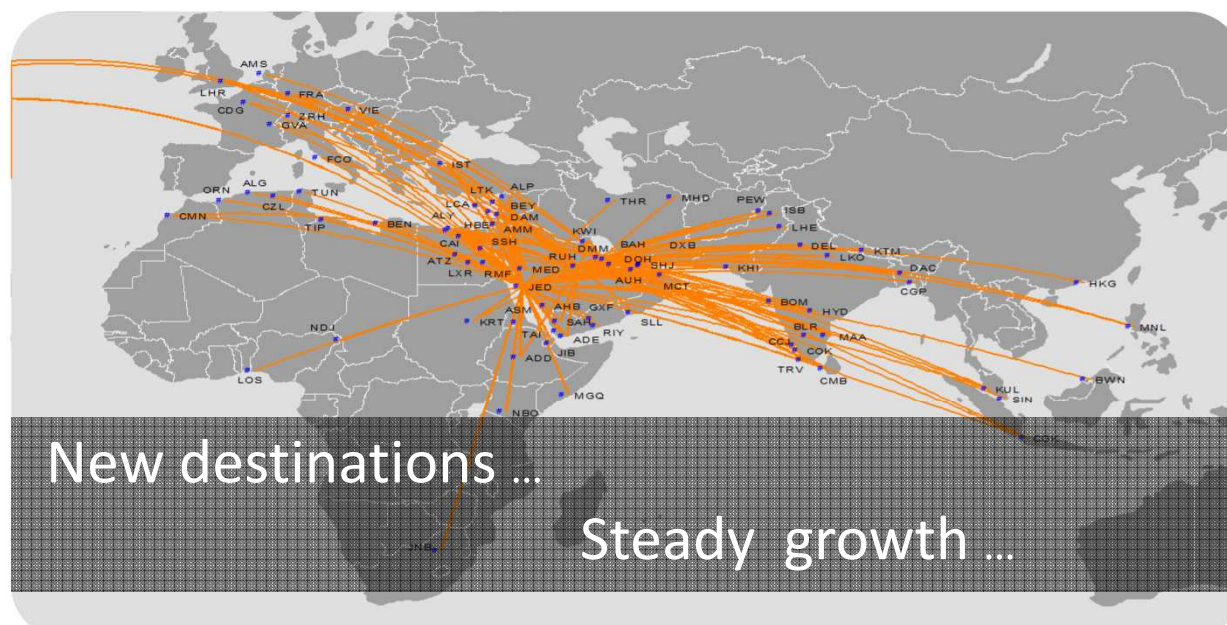 AMS
LHR
FRA
CDG
VIE
ZRH
GVA
FCO
IST
ORN
ALG
TUN
CZL
CMN
TIP
BEN
LTK
ALP
LCA
BEY
ALY
HBE
DAM
AMM
CAI
SSH
ATZ
LXR
RMF
MED
JED
THR
MHD
KWI
DMM
BAH
RUH
DOH
DXB
SHJ
AUH
MCT
PEW
ISB
LHE
DEL
KTM
LKO
KHI
DAC
CGP
HKG
MNL
BOM
HYD
BLR
MAA
CCJ
COK
TRV
CMB
KUL
SIN
BWN
CGK
ASM
AHB
GXF
KRT
SAH
RIY
SLL
TAI
ADE
JIB
ADD
NDJ
LOS
MGQ
NBO
New destinations ...
Steady growth ...
JNB